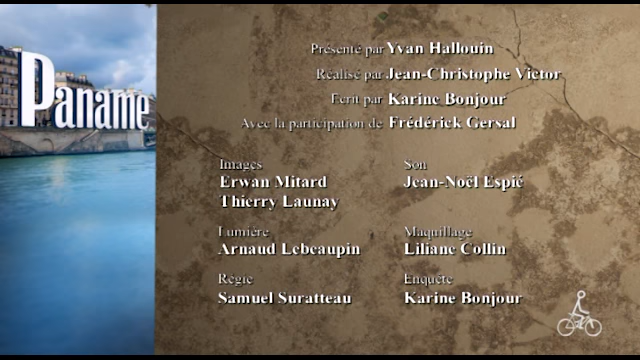 Paname
Présenté par Yvan Hallouin
Réalisé par Jean-Christophe Victor
Ecrit par Karine Bonjour
Avec la participation de Frédérick Gersal
Images
Erwan Mitard
Thierry Launay
Son
Jean-Noël Espié
Lumière
Arnaud Lebeaupin
Maquillage
Liliane Collin
Régie
Samuel Suratteau
Enquête
Karine Bonjour